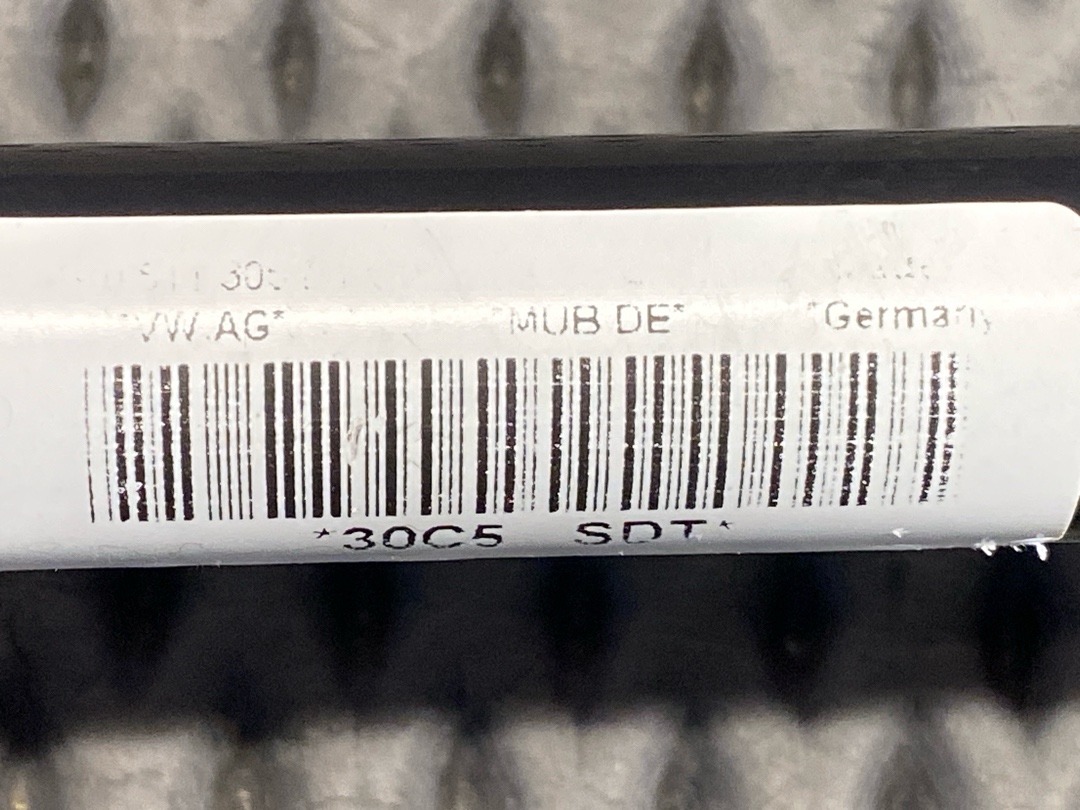 *VW.AG* *MUB DE* *Germany
*30C5 SDT*